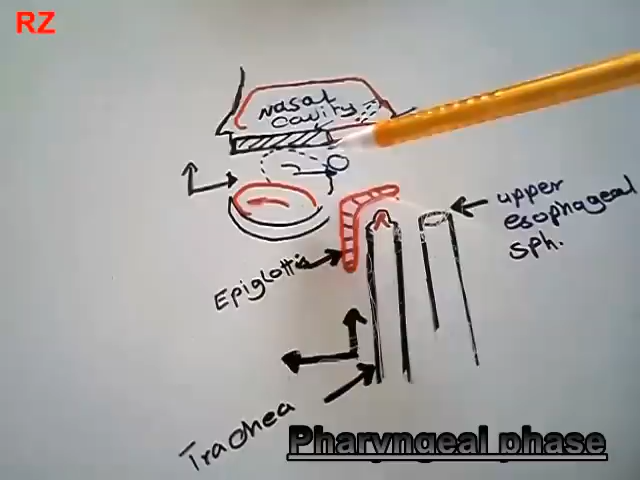 RZ
Nasal
Cavity
upper
esophageal
sph.
Epiglottis
Trachea
Pharyngeal phase